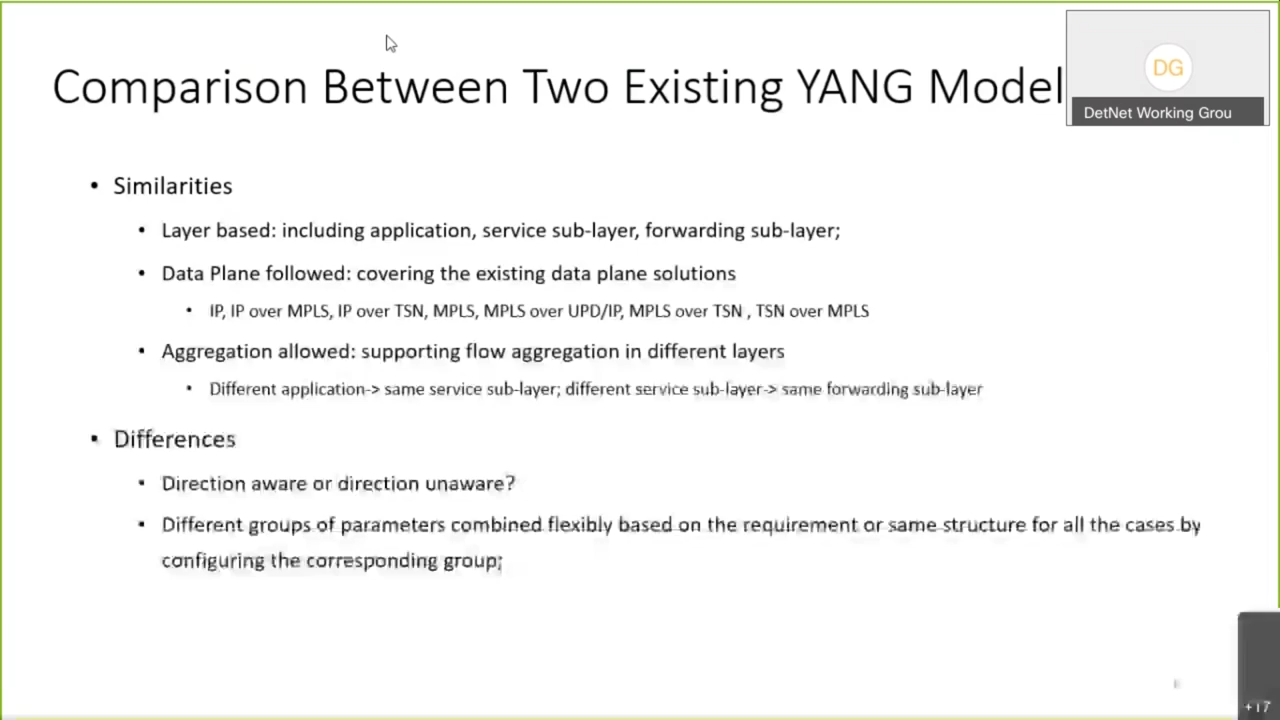 Comparison Between Two Existing YANG Model
DG
DetNet Working Grou
• Similarities
• Layer based: including application, service sub-layer, forwarding sub-layer;
• Data Plane followed: covering the existing data plane solutions
• IP, IP over MPLS, IP over TSN, MPLS, MPLS over UPD/IP, MPLS over TSN , TSN over MPLS
• Aggregation allowed: supporting flow aggregation in different layers
• Different application-> same service sub-layer; different service sub-layer-> same forwarding sub-layer
• Differences
• Direction aware or direction unaware?
• Different groups of parameters combined flexibly based on the requirement or same structure for all the cases by
configuring the corresponding group;
+17